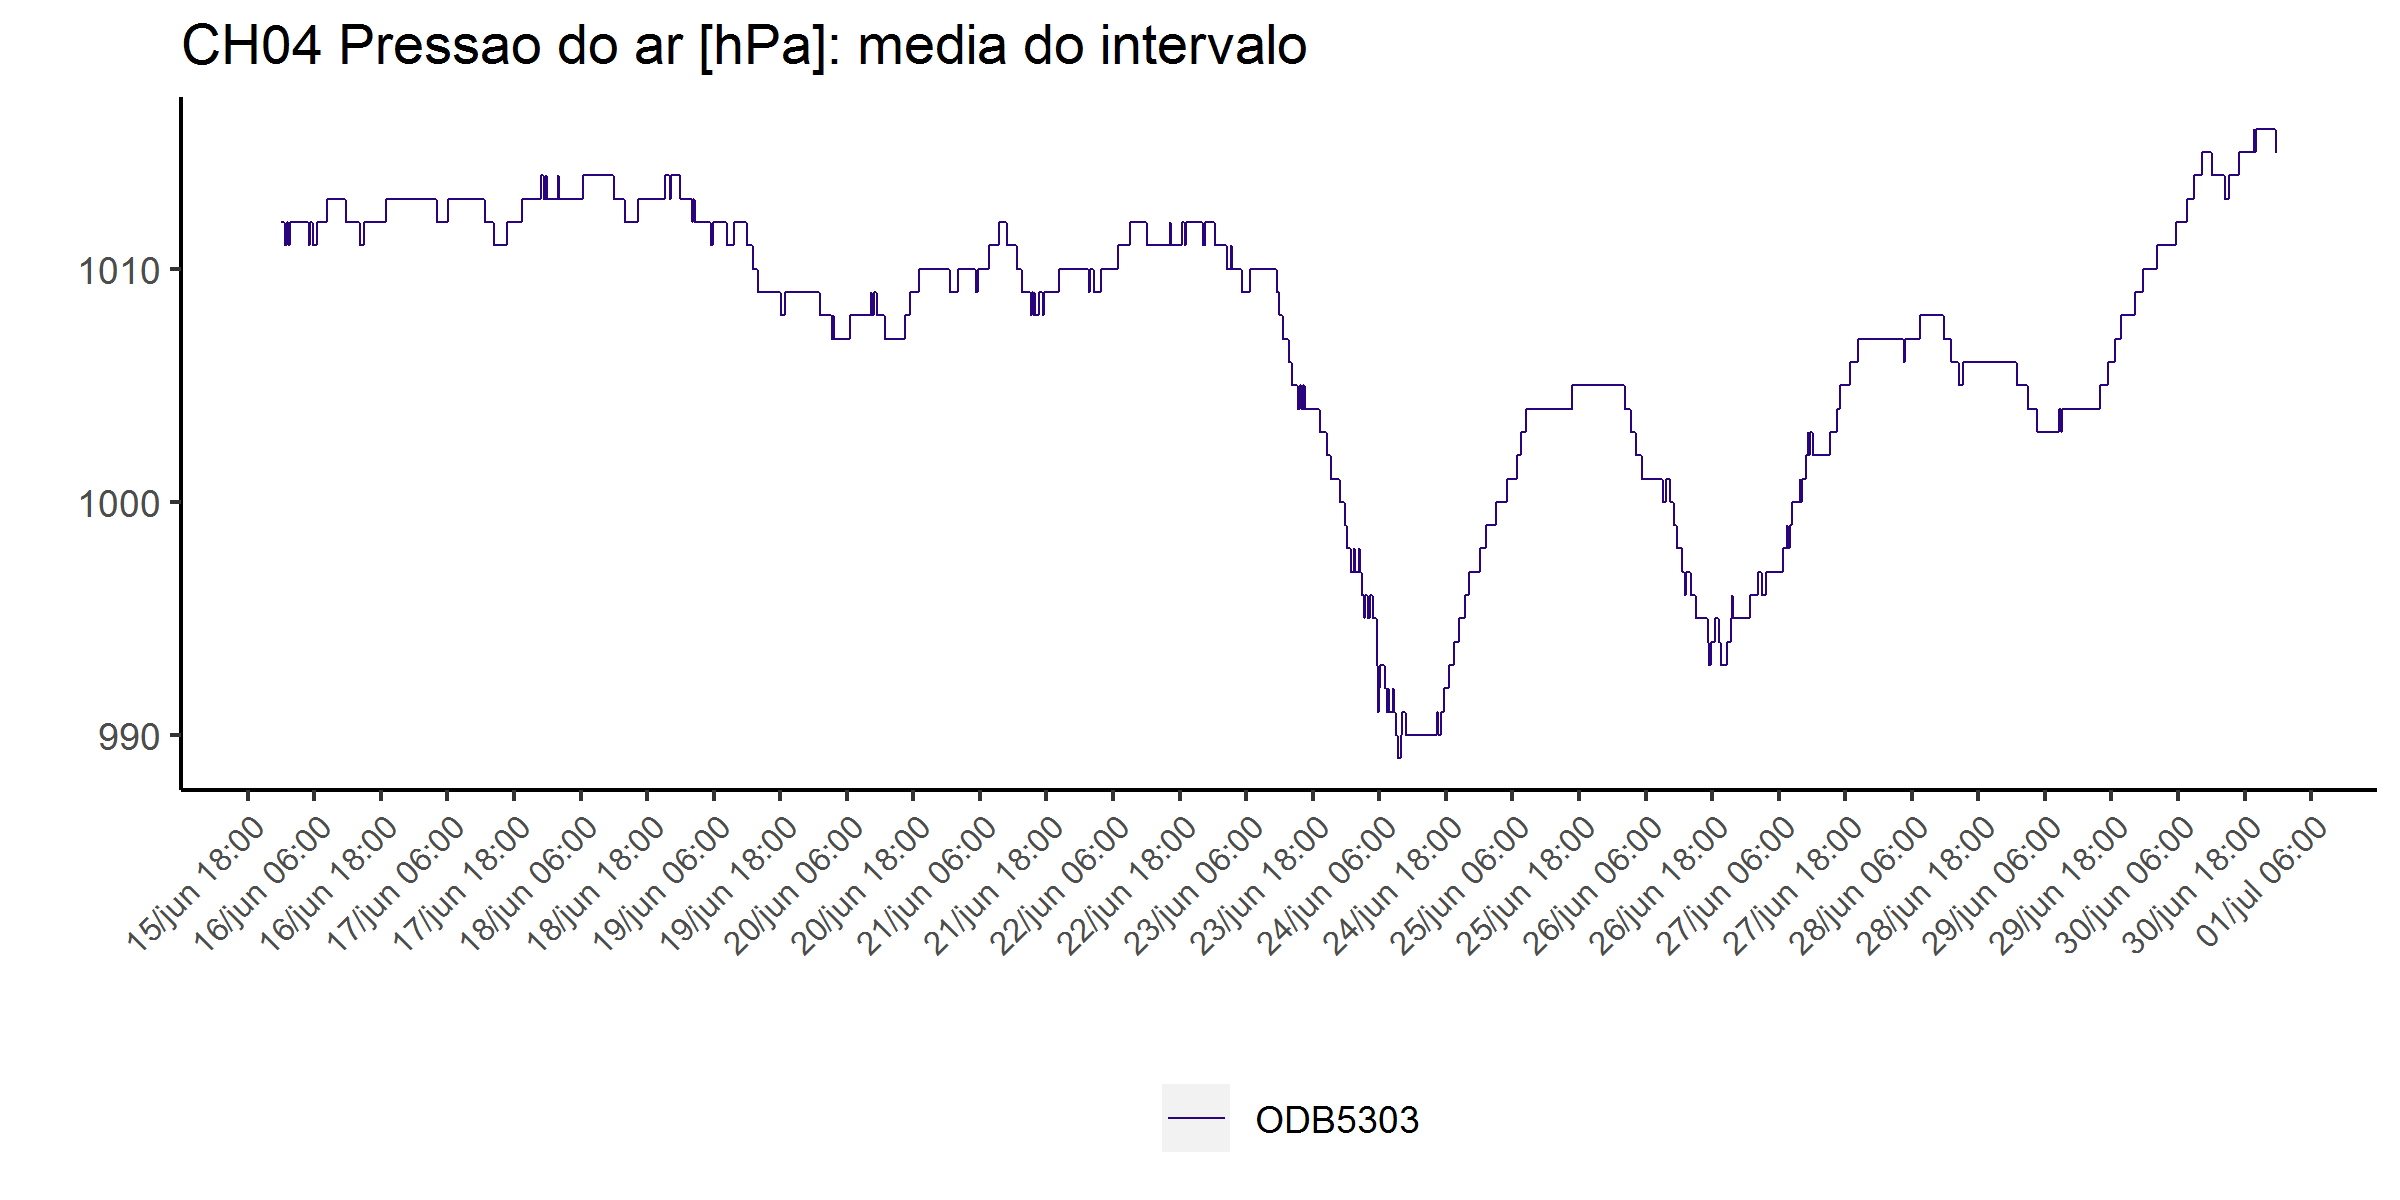 CH04 Pressao do ar [hPa]: media do intervalo
1010
1000
990
15/jun 18:00
16/jun 06:00
16/jun 18:00
17/jun 06:00
17/jun 18:00
18/jun 06:00
18/jun 18:00
19/jun 06:00
19/jun 18:00
20/jun 06:00
20/jun 18:00
21/jun 06:00
21/jun 18:00
22/jun 06:00
22/jun 18:00
23/jun 06:00
23/jun 18:00
24/jun 06:00
24/jun 18:00
25/jun 06:00
25/jun 18:00
26/jun 06:00
26/jun 18:00
27/jun 06:00
27/jun 18:00
28/jun 06:00
28/jun 18:00
29/jun 06:00
29/jun 18:00
30/jun 06:00
30/jun 18:00
01/jul 06:00
ODB5303